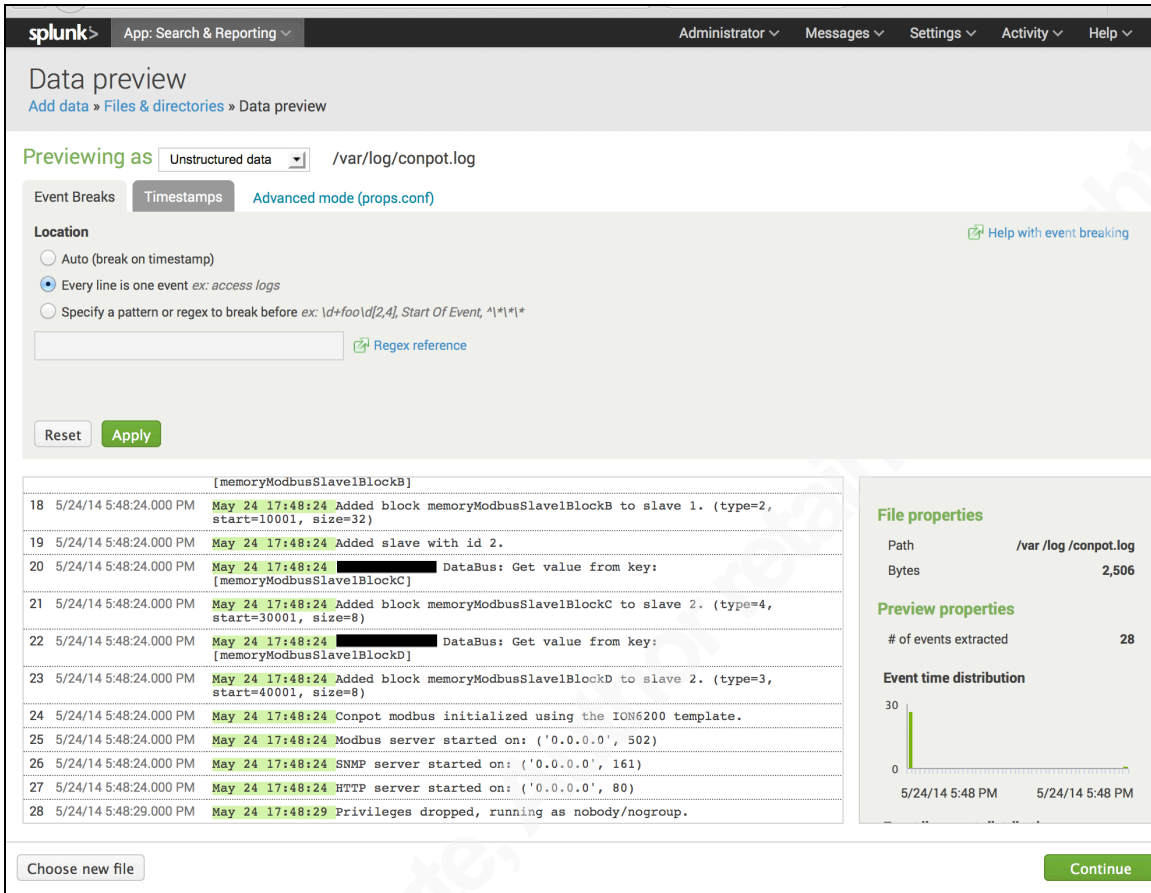 splunk> App: Search & Reporting Administrator Messages Settings Activity Help
Data preview
Add data » Files & directories » Data preview
Previewing as Unstructured data /var/log/conpot.log
Event Breaks Timestamps Advanced mode (props.conf)
Location Help with event breaking
Auto (break on timestamp)
Every line is one event ex: access logs
Specify a pattern or regex to break before ex: \d+foo\d[2,4], Start Of Event, ^\*\*\*
Regex reference
Reset Apply
[memoryModbusSlave1BlockB]
18 5/24/14 5:48:24.000 PM May 24 17:48:24 Added block memoryModbusSlave1BlockB to slave 1. (type=2,
start=10001, size=32)
19 5/24/14 5:48:24.000 PM May 24 17:48:24 Added slave with id 2.
20 5/24/14 5:48:24.000 PM May 24 17:48:24 DataBus: Get value from key:
[memoryModbusSlave1BlockC]
21 5/24/14 5:48:24.000 PM May 24 17:48:24 Added block memoryModbusSlave1BlockC to slave 2. (type=4,
start=30001, size=8)
22 5/24/14 5:48:24.000 PM May 24 17:48:24 DataBus: Get value from key:
[memoryModbusSlave1BlockD]
23 5/24/14 5:48:24.000 PM May 24 17:48:24 Added block memoryModbusSlave1BlockD to slave 2. (type=3,
start=40001, size=8)
24 5/24/14 5:48:24.000 PM May 24 17:48:24 Conpot modbus initialized using the ION6200 template.
25 5/24/14 5:48:24.000 PM May 24 17:48:24 Modbus server started on: ('0.0.0.0', 502)
26 5/24/14 5:48:24.000 PM May 24 17:48:24 SNMP server started on: ('0.0.0.0', 161)
27 5/24/14 5:48:24.000 PM May 24 17:48:24 HTTP server started on: ('0.0.0.0', 80)
28 5/24/14 5:48:29.000 PM May 24 17:48:29 Privileges dropped, running as nobody/nogroup.
File properties
Path /var /log /conpot.log
Bytes 2,506
Preview properties
# of events extracted 28
Event time distribution
30
0
5/24/14 5:48 PM 5/24/14 5:48 PM
Choose new file Continue